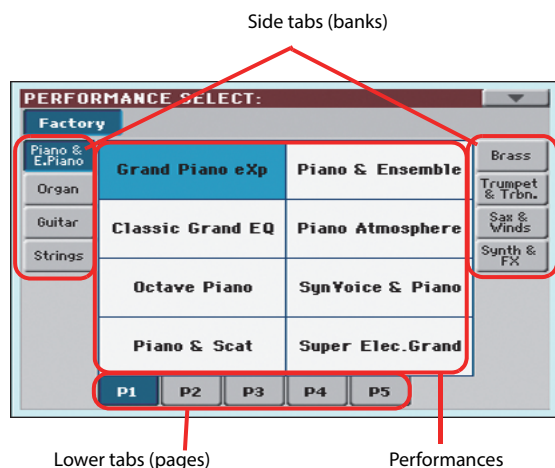 Side tabs (banks)
PERFORMANCE SELECT:
Factory
Piano &
E.Piano
Organ
Guitar
Strings
Grand Piano eXp
Piano & Ensemble
Classic Grand EQ
Piano Atmosphere
Octave Piano
Syn¥oice & Piano
Piano & Scat
Super Elec.Grand
Brass
Trumpet
& Trbn.
Sax &
Winds
Synth &
FX
P1 P2 P3 P4 P5
Lower tabs (pages)
Performances